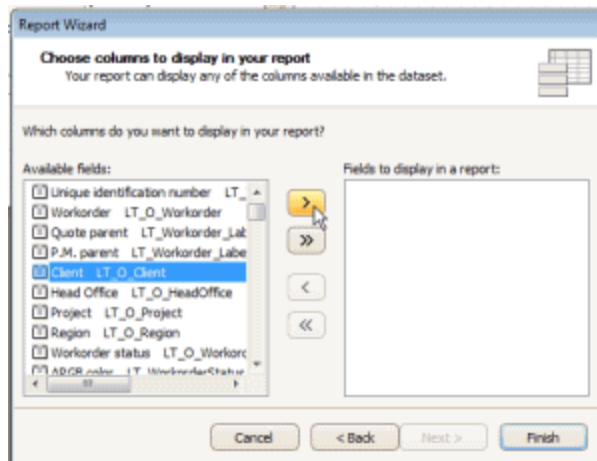 Report Wizard
Choose columns to display in your report
Your report can display any of the columns available in the dataset.
Which columns do you want to display in your report?
Available fields:
Fields to display in a report:
Unique identification number LT_
Workorder LT_O_Workorder
Quote parent LT_Workorder_Lab
P.M. parent LT_Workorder_Labe
Client LT_O_Client
Head Office LT_O_HeadOffice
Project LT_O_Project
Region LT_O_Region
Workorder status LT_O_Workorc
ARGB color LT_WorkorderStatus
>
>>
<
<<
Cancel
< Back
Next >
Finish